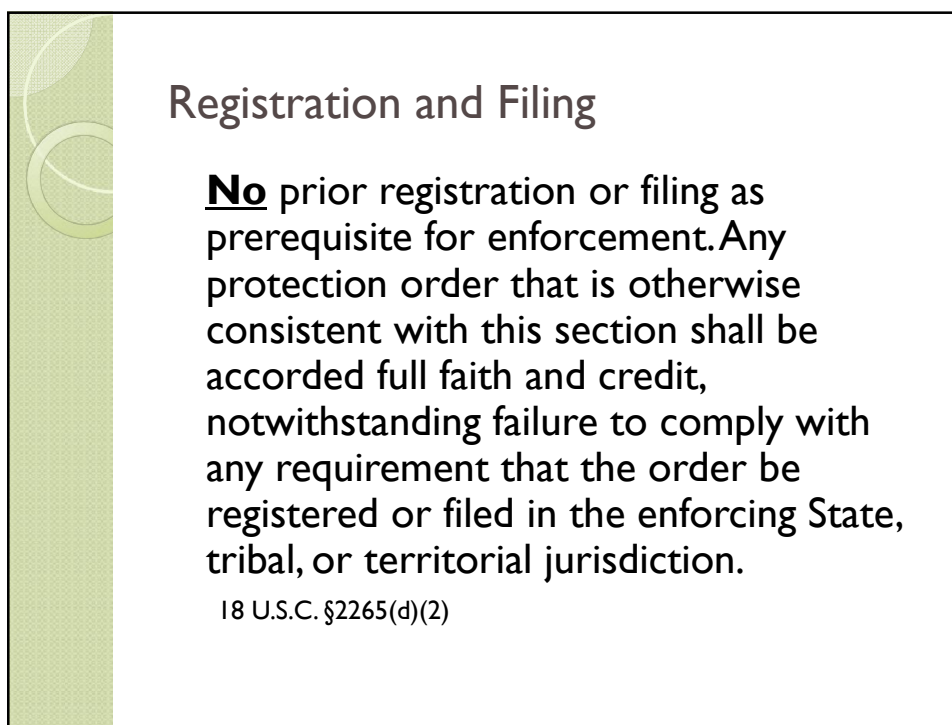 Registration and Filing
No prior registration or filing as
prerequisite for enforcement. Any
protection order that is otherwise
consistent with this section shall be
accorded full faith and credit,
notwithstanding failure to comply with
any requirement that the order be
registered or filed in the enforcing State,
tribal, or territorial jurisdiction.
18 U.S.C. §2265(d)(2)